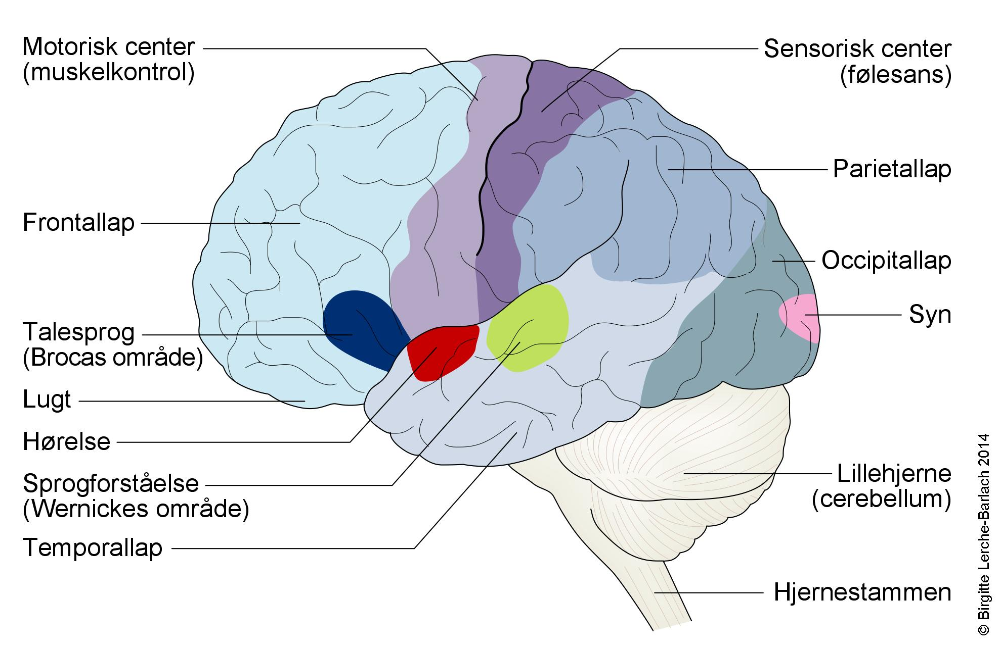 Motorisk center
(muskelkontrol)
Frontallap
Talesprog
(Brocas område)
Lugt
Hørelse
Sprogforståelse
(Wernickes område)
Temporallap
Sensorisk center
(følesans)
Parietallap
Occipitallap
Syn
Lillehjerne
(cerebellum)
Hjernestammen
© Birgitte Lerche-Barlach 2014